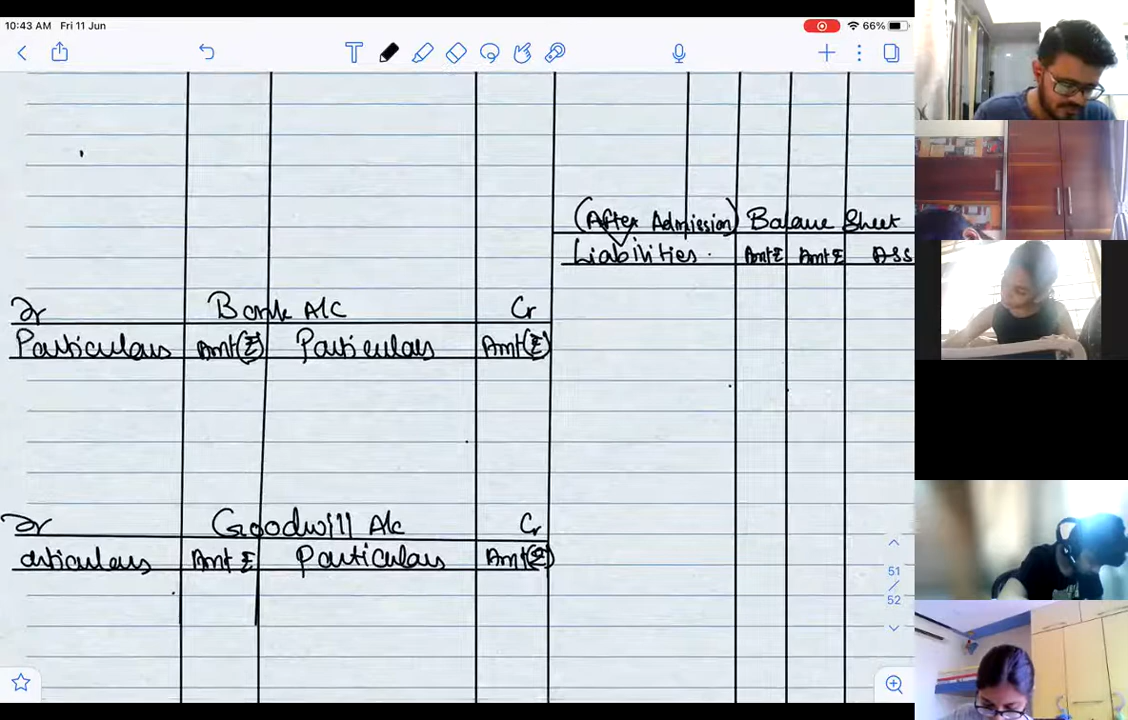 10:43 AM Fri 11 Jun
66%
T
(After Admission) Balance Sheet
Liabilities. Amt ₹ Amt ₹ Ass
Dr Bank A/c Cr
Particulars Amt(₹) Particulars Amt(₹)
Dr Goodwill A/c Cr
articulars Amt ₹ Particulars Amt(₹)
51
/
52